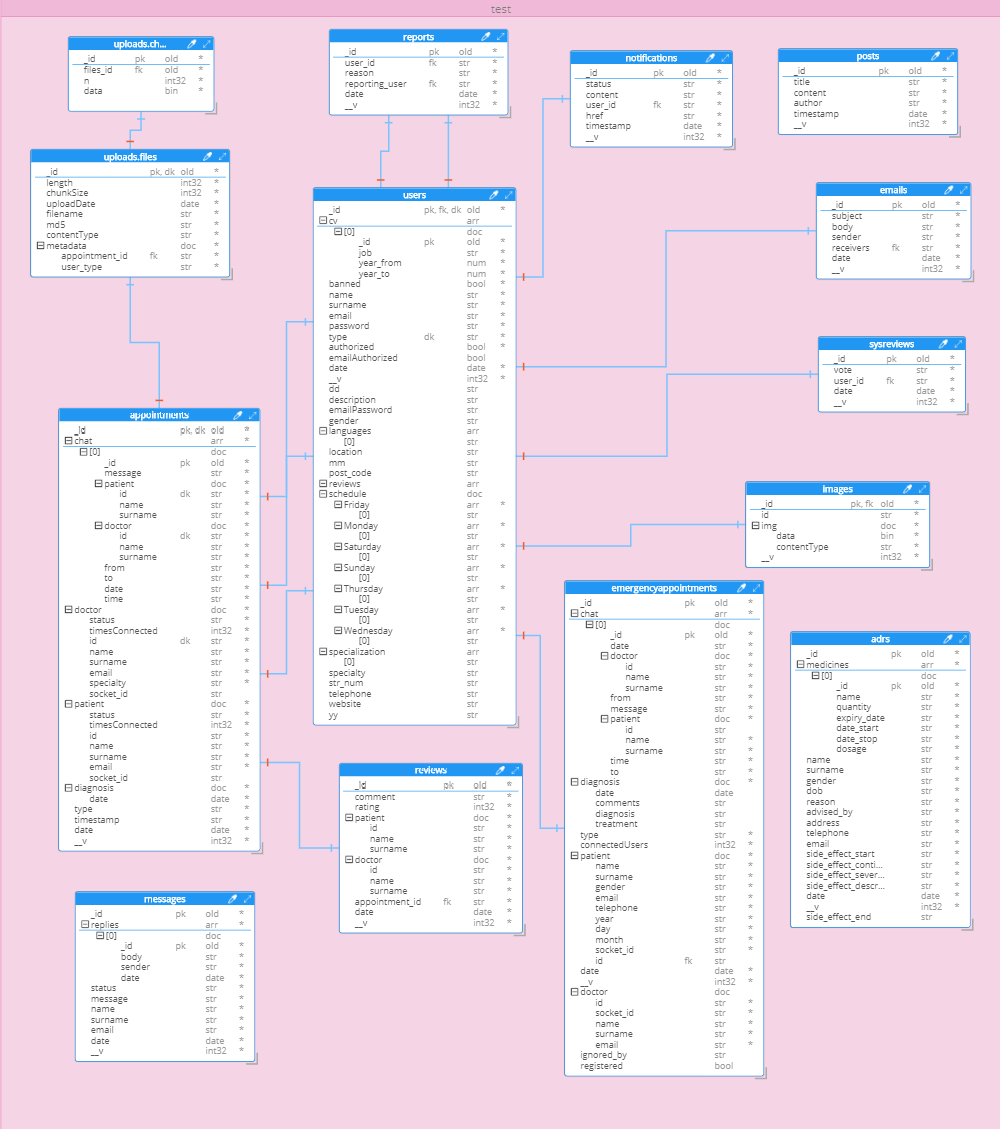 test
uploads.ch...
_id pk old *
files_id fk old *
n int32 *
data bin *
uploads.files
_id pk, dk old *
length int32 *
chunkSize int32 *
uploadDate date *
filename str *
md5 str *
contentType str *
metadata doc *
appointment_id fk str *
user_type str *
reports
_id pk old *
user_id fk str *
reason str *
reporting_user fk str *
date date *
__v int32 *
notifications
_id pk old *
status str *
content str *
user_id fk str *
href str *
timestamp date *
__v int32 *
posts
_id pk old *
title str *
content str *
author str *
timestamp date *
__v int32 *
users
_id pk, fk, dk old *
cv arr
[0] doc
_id pk old *
job str *
year_from num *
year_to num *
banned bool *
name str *
surname str *
email str *
password str *
type dk str *
authorized bool *
emailAuthorized bool
date date *
__v int32 *
dd str
description str
emailPassword str
gender str
languages arr
[0] str
location str
mm str
post_code str
reviews arr
schedule doc
Friday arr *
[0] str
Monday arr *
[0] str
Saturday arr *
[0] str
Sunday arr *
[0] str
Thursday arr *
[0] str
Tuesday arr *
[0] str
Wednesday arr *
[0] str
specialization arr
[0] str
specialty str
str_num str
telephone str
website str
yy str
emails
_id pk old *
subject str *
body str *
sender str *
receivers fk str *
date date *
__v int32 *
sysreviews
_id pk old *
vote str *
user_id fk str *
date date *
__v int32 *
images
_id pk, fk old *
id str *
img doc *
data bin *
contentType str *
__v int32 *
appointments
_id pk, dk old *
chat arr *
[0] doc
_id pk old *
message str *
patient doc *
id dk str *
name str *
surname str *
doctor doc *
id dk str *
name str *
surname str *
from str *
to str *
date str *
time str *
doctor doc *
status str *
timesConnected int32 *
id dk str *
name str *
surname str *
email str *
specialty str *
socket_id str
patient doc *
status str *
timesConnected int32 *
id str *
name str *
surname str *
email str *
socket_id str
diagnosis doc *
date date *
type str *
timestamp str *
date date *
__v int32 *
emergencyappointments
_id pk old *
chat arr *
[0] doc
_id pk old *
date str *
doctor doc *
id str *
name str *
surname str *
from str *
message str *
patient doc *
id str *
name str *
surname str *
time str *
to str *
diagnosis doc *
date date *
comments str
diagnosis str
treatment str
type str *
connectedUsers int32 *
patient doc *
name str *
surname str *
gender str *
email str *
telephone str *
year str *
day str *
month str *
socket_id str *
id fk str
date date *
__v int32 *
doctor doc
id str *
socket_id str *
name str *
surname str *
email str *
ignored_by str
registered bool
adrs
_id pk old *
medicines arr *
[0] doc
_id pk old *
name str *
quantity str *
expiry_date str *
date_start str *
date_stop str *
dosage str *
name str *
surname str *
gender str *
dob str *
reason str *
advised_by str *
address str *
telephone str *
email str *
side_effect_start str *
side_effect_conti... str *
side_effect_sever... str *
side_effect_descr... str *
date date *
__v int32 *
side_effect_end str
reviews
_id pk old *
comment str *
rating int32 *
patient doc *
id str *
name str *
surname str *
doctor doc *
id str *
name str *
surname str *
appointment_id fk str *
date date *
__v int32 *
messages
_id pk old *
replies arr *
[0] doc
_id pk old *
body str *
sender str *
date date *
status str *
message str *
name str *
surname str *
email str *
date date *
__v int32 *